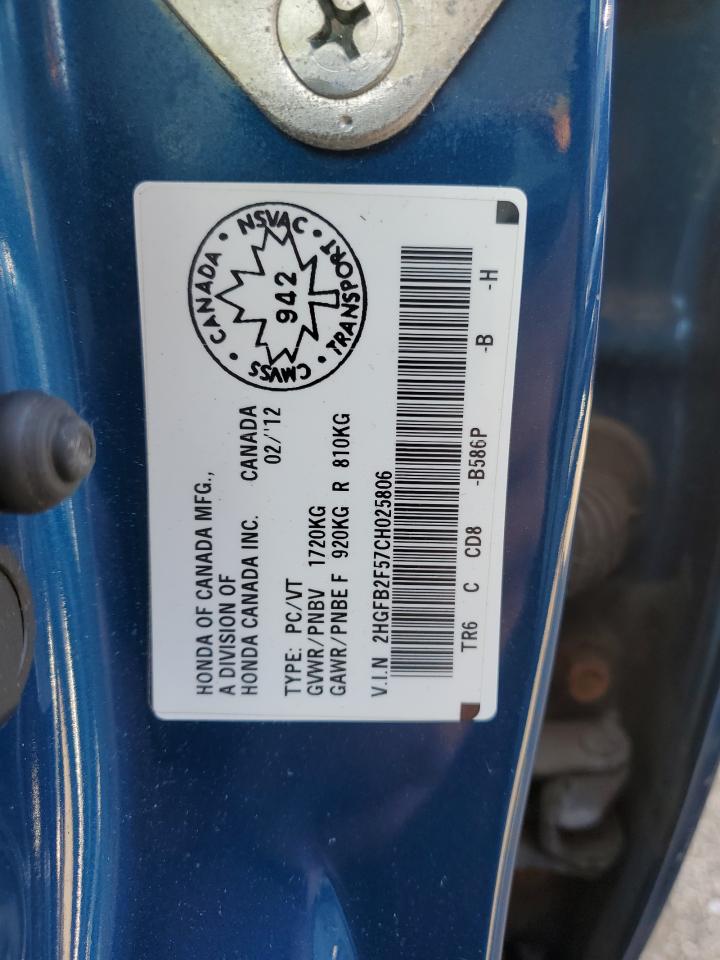 HONDA OF CANADA MFG.,
A DIVISION OF
HONDA CANADA INC. CANADA
02/'12
TYPE: PC/VT
GVWR/PNBV 1720KG
GAWR/PNBE F 920KG R 810KG
V.I.N 2HGFB2F57CH025806
TR6 C CD8 -B586P -B -H
CANADA • NSVAC • TRANSPORT • CMVSS •
942